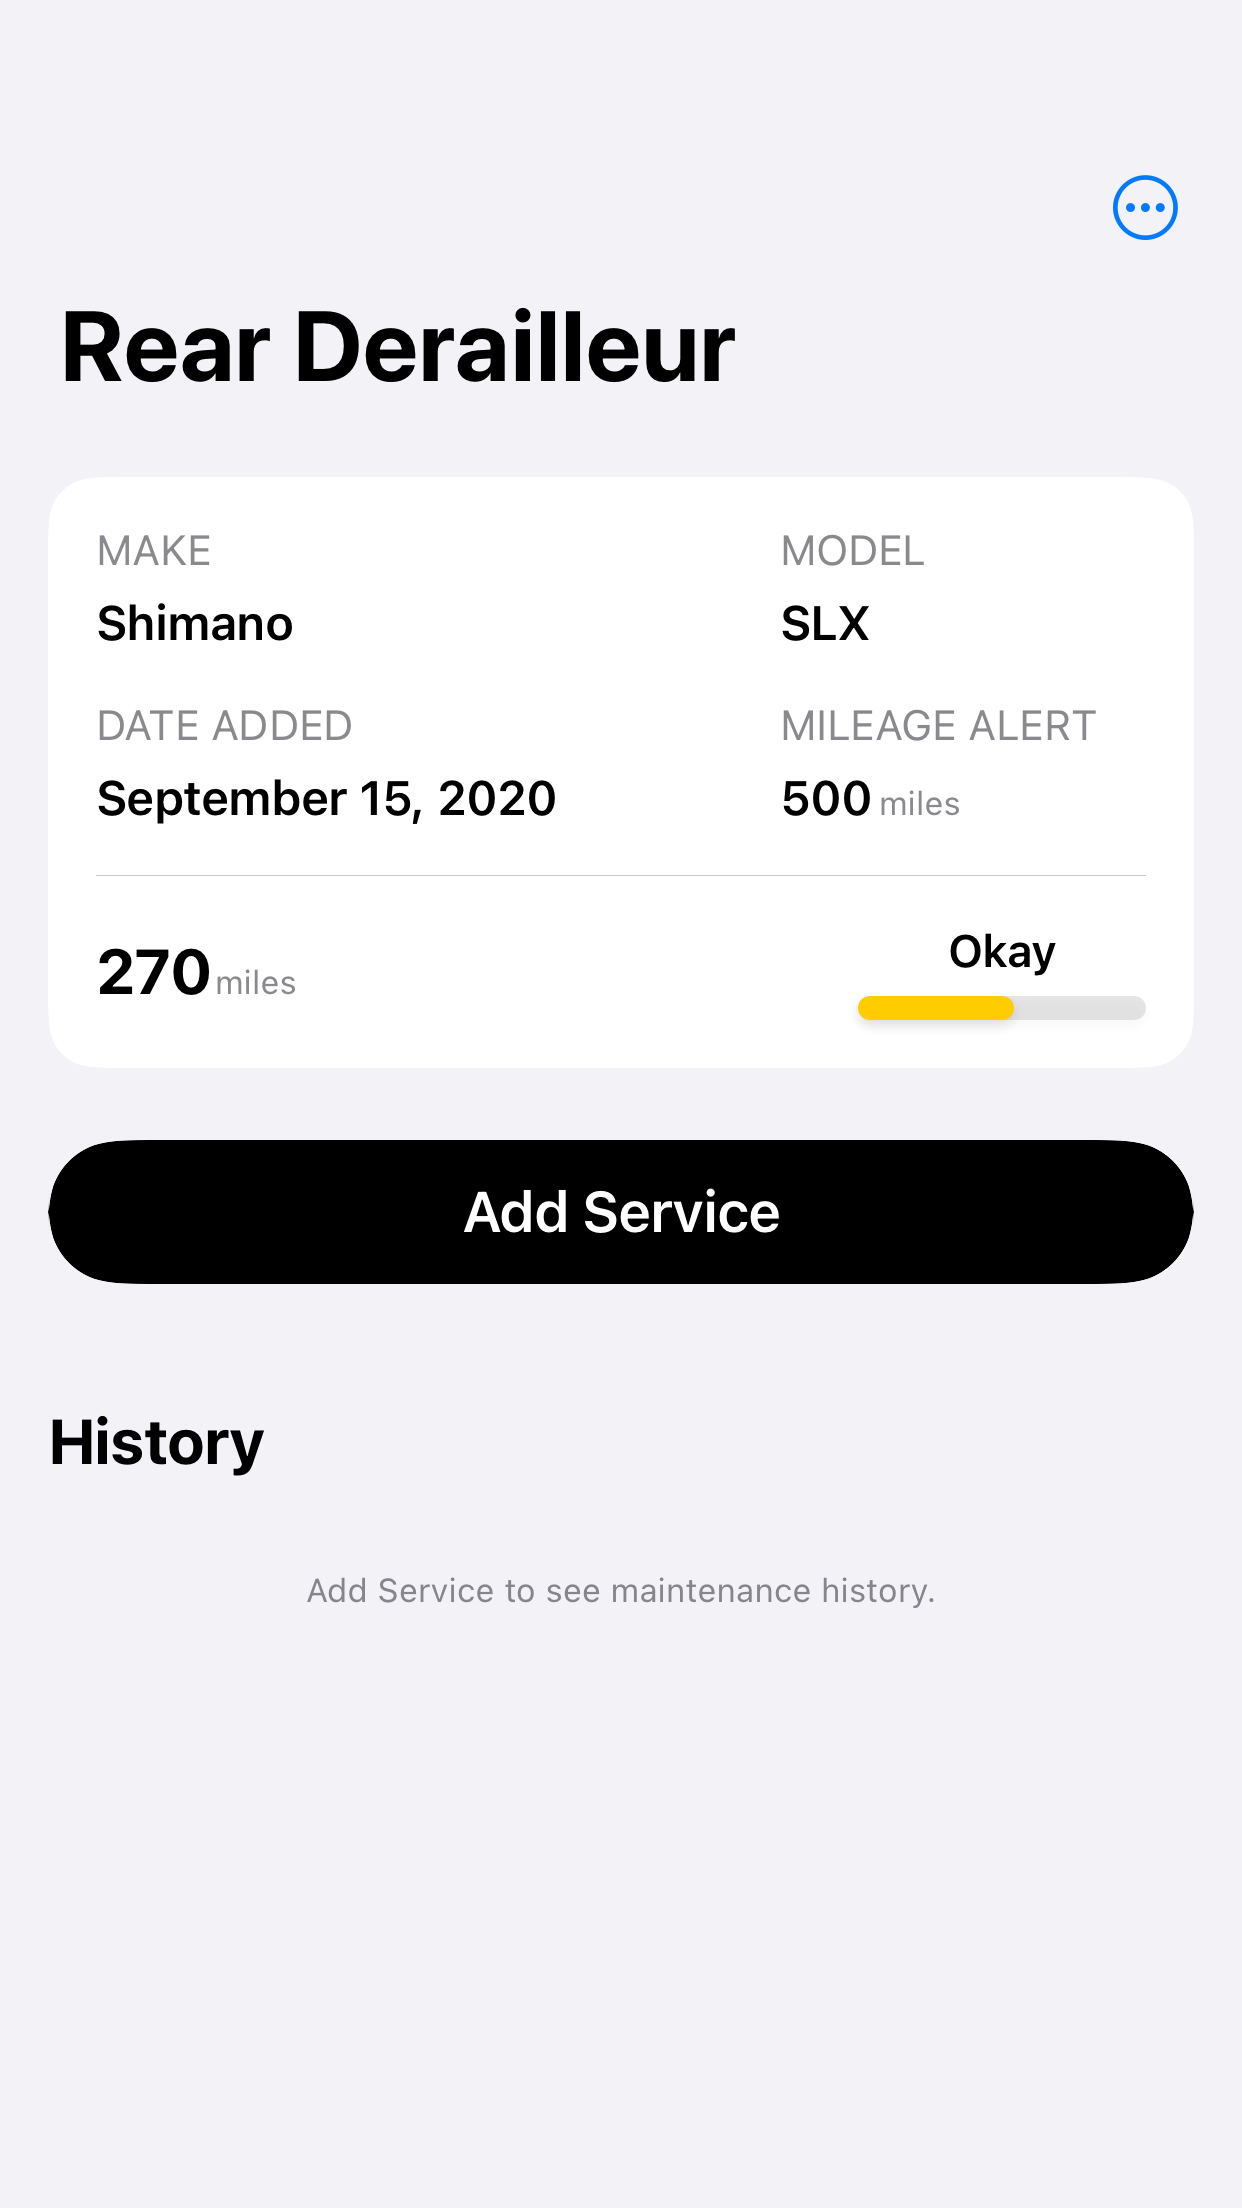 Rear Derailleur
MAKE
Shimano
MODEL
SLX
DATE ADDED
September 15, 2020
MILEAGE ALERT
500 miles
270 miles
Okay
Add Service
History
Add Service to see maintenance history.